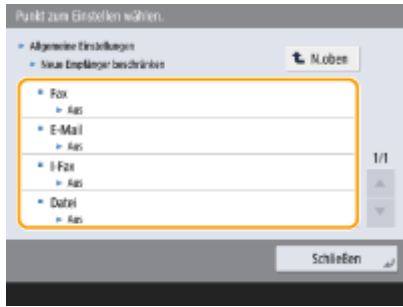 Punkt zum Einstellen wählen.
Allgemeine Einstellungen
Neue Empfänger beschränken
N.oben
Fax
Aus
E-Mail
Aus
I-Fax
Aus
Datei
Aus
1/1
Schließen